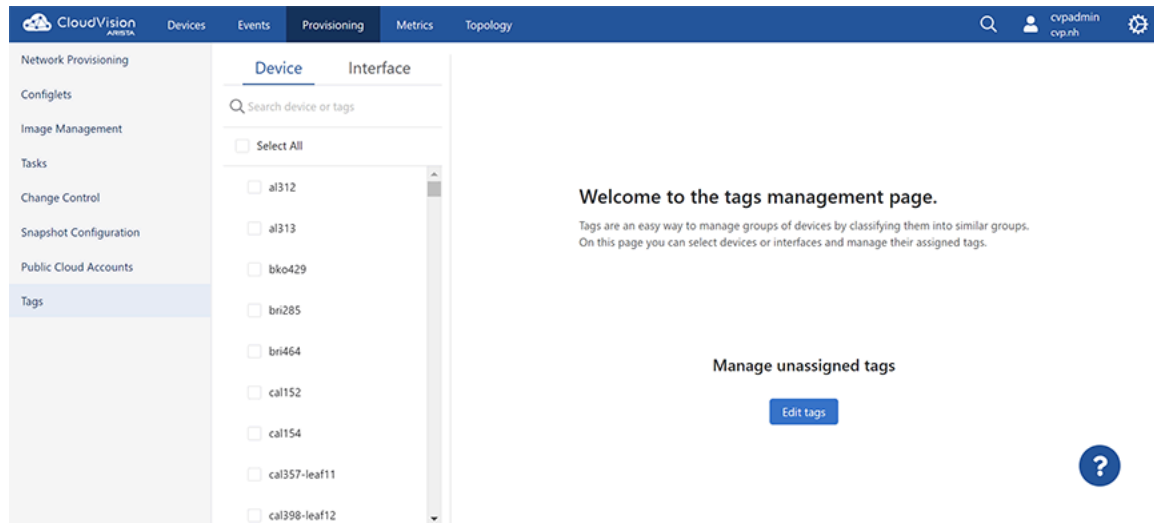 CloudVision
ARISTA
Devices
Events
Provisioning
Metrics
Topology
cvpadmin
cvp.nh
Network Provisioning
Configlets
Image Management
Tasks
Change Control
Snapshot Configuration
Public Cloud Accounts
Tags
Device
Interface
Search device or tags
Select All
al312
al313
bko429
bri285
bri464
cal152
cal154
cal357-leaf11
cal398-leaf12
Welcome to the tags management page.
Tags are an easy way to manage groups of devices by classifying them into similar groups.
On this page you can select devices or interfaces and manage their assigned tags.
Manage unassigned tags
Edit tags
?